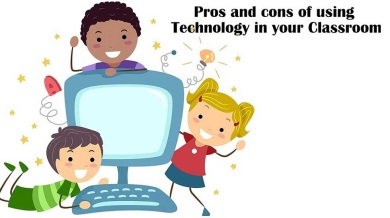 Pros and cons of using
Technology in your Classroom